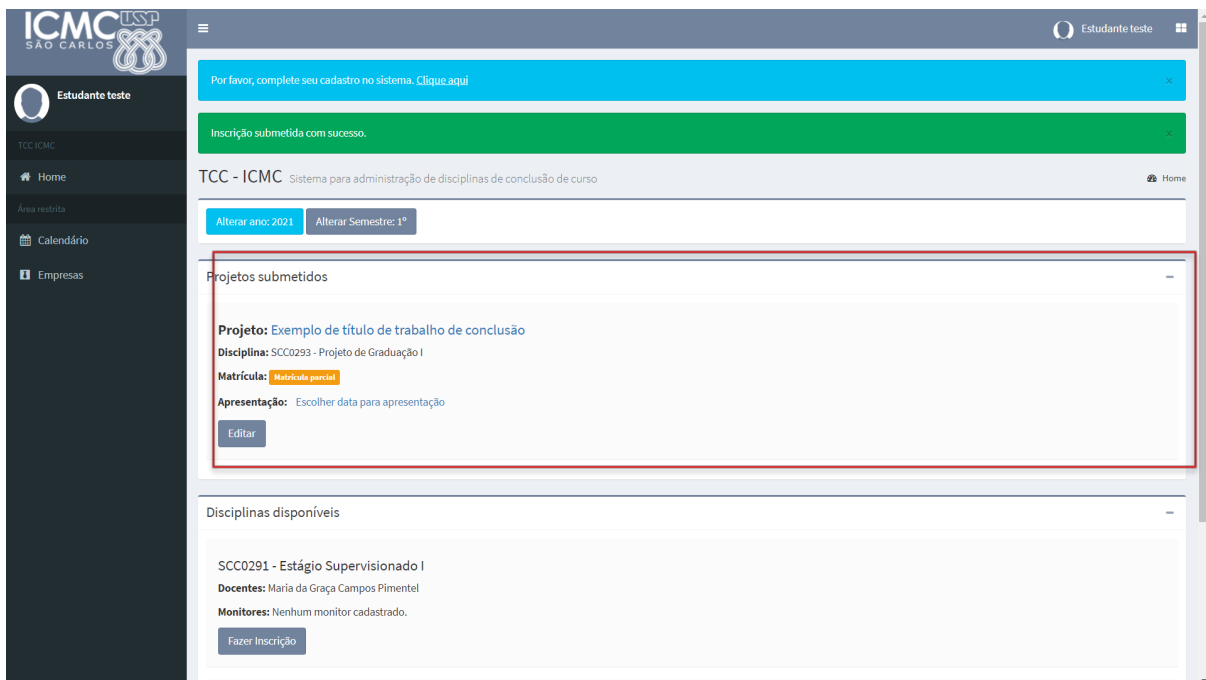 ICMC USP
SÃO CARLOS
Estudante teste
Estudante teste
TCC ICMC
Home
Área restrita
Calendário
Empresas
Por favor, complete seu cadastro no sistema. Clique aqui ×
Inscrição submetida com sucesso. ×
TCC - ICMC Sistema para administração de disciplinas de conclusão de curso Home
Alterar ano: 2021 Alterar Semestre: 1º
Projetos submetidos
Projeto: Exemplo de título de trabalho de conclusão
Disciplina: SCC0293 - Projeto de Graduação I
Matrícula: Matrícula parcial
Apresentação: Escolher data para apresentação
Editar
Disciplinas disponíveis
SCC0291 - Estágio Supervisionado I
Docentes: Maria da Graça Campos Pimentel
Monitores: Nenhum monitor cadastrado.
Fazer Inscrição